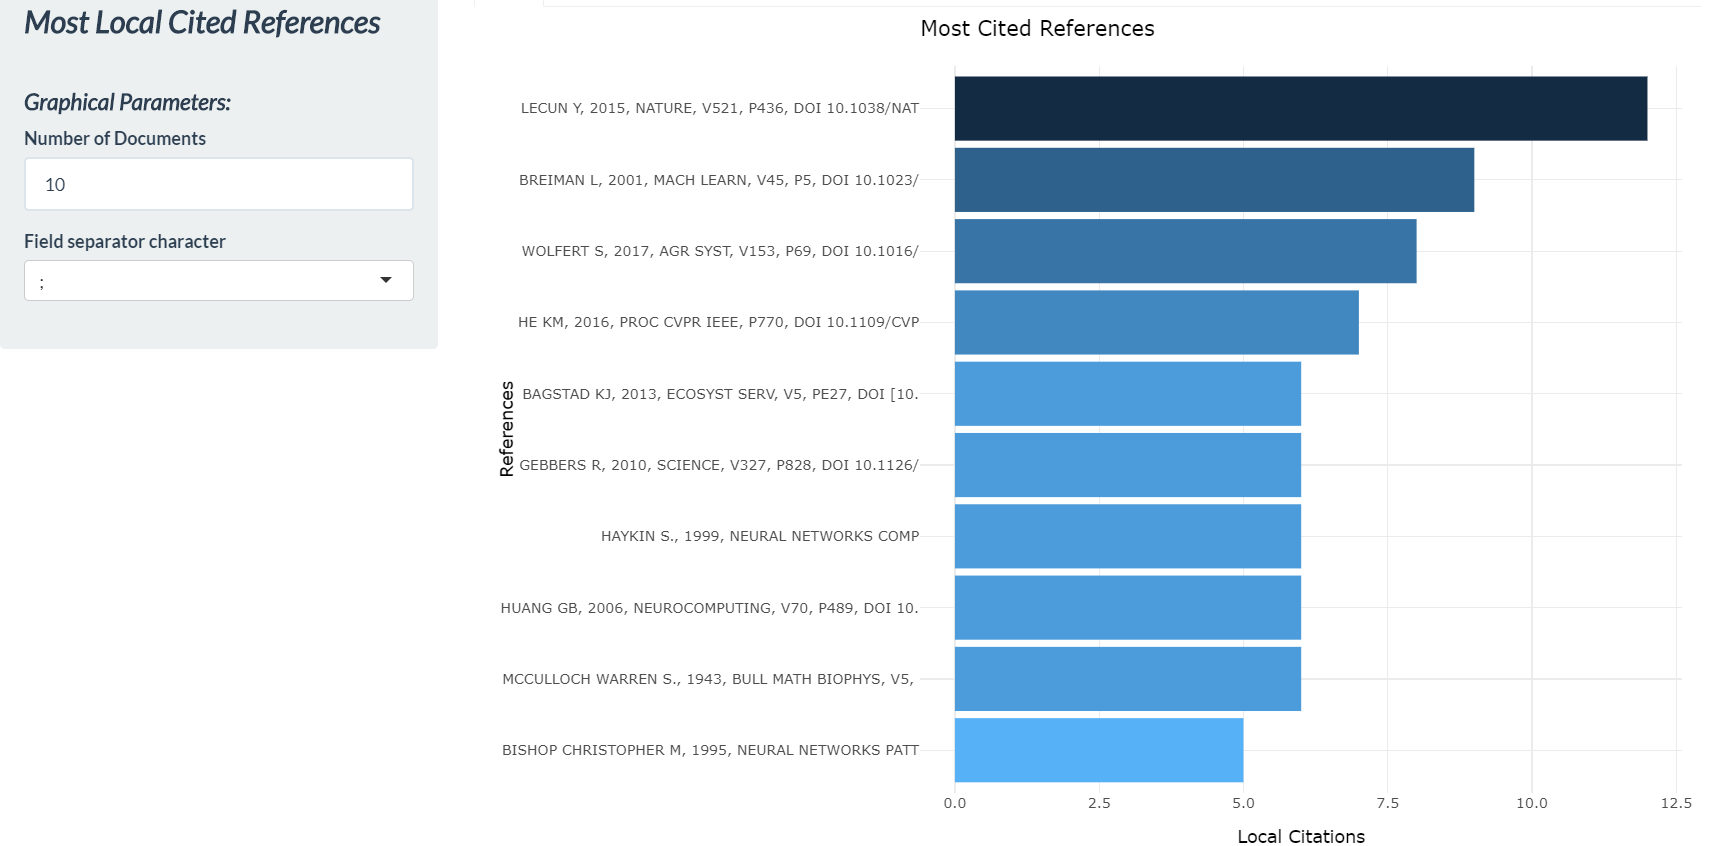 Most Local Cited References
Graphical Parameters:
Number of Documents
10
Field separator character
;
Most Cited References
References
LECUN Y, 2015, NATURE, V521, P436, DOI 10.1038/NAT
BREIMAN L, 2001, MACH LEARN, V45, P5, DOI 10.1023/
WOLFERT S, 2017, AGR SYST, V153, P69, DOI 10.1016/
HE KM, 2016, PROC CVPR IEEE, P770, DOI 10.1109/CVP
BAGSTAD KJ, 2013, ECOSYST SERV, V5, PE27, DOI [10.
GEBBERS R, 2010, SCIENCE, V327, P828, DOI 10.1126/
HAYKIN S., 1999, NEURAL NETWORKS COMP
HUANG GB, 2006, NEUROCOMPUTING, V70, P489, DOI 10.
MCCULLOCH WARREN S., 1943, BULL MATH BIOPHYS, V5,
BISHOP CHRISTOPHER M, 1995, NEURAL NETWORKS PATT
0.0 2.5 5.0 7.5 10.0 12.5
Local Citations